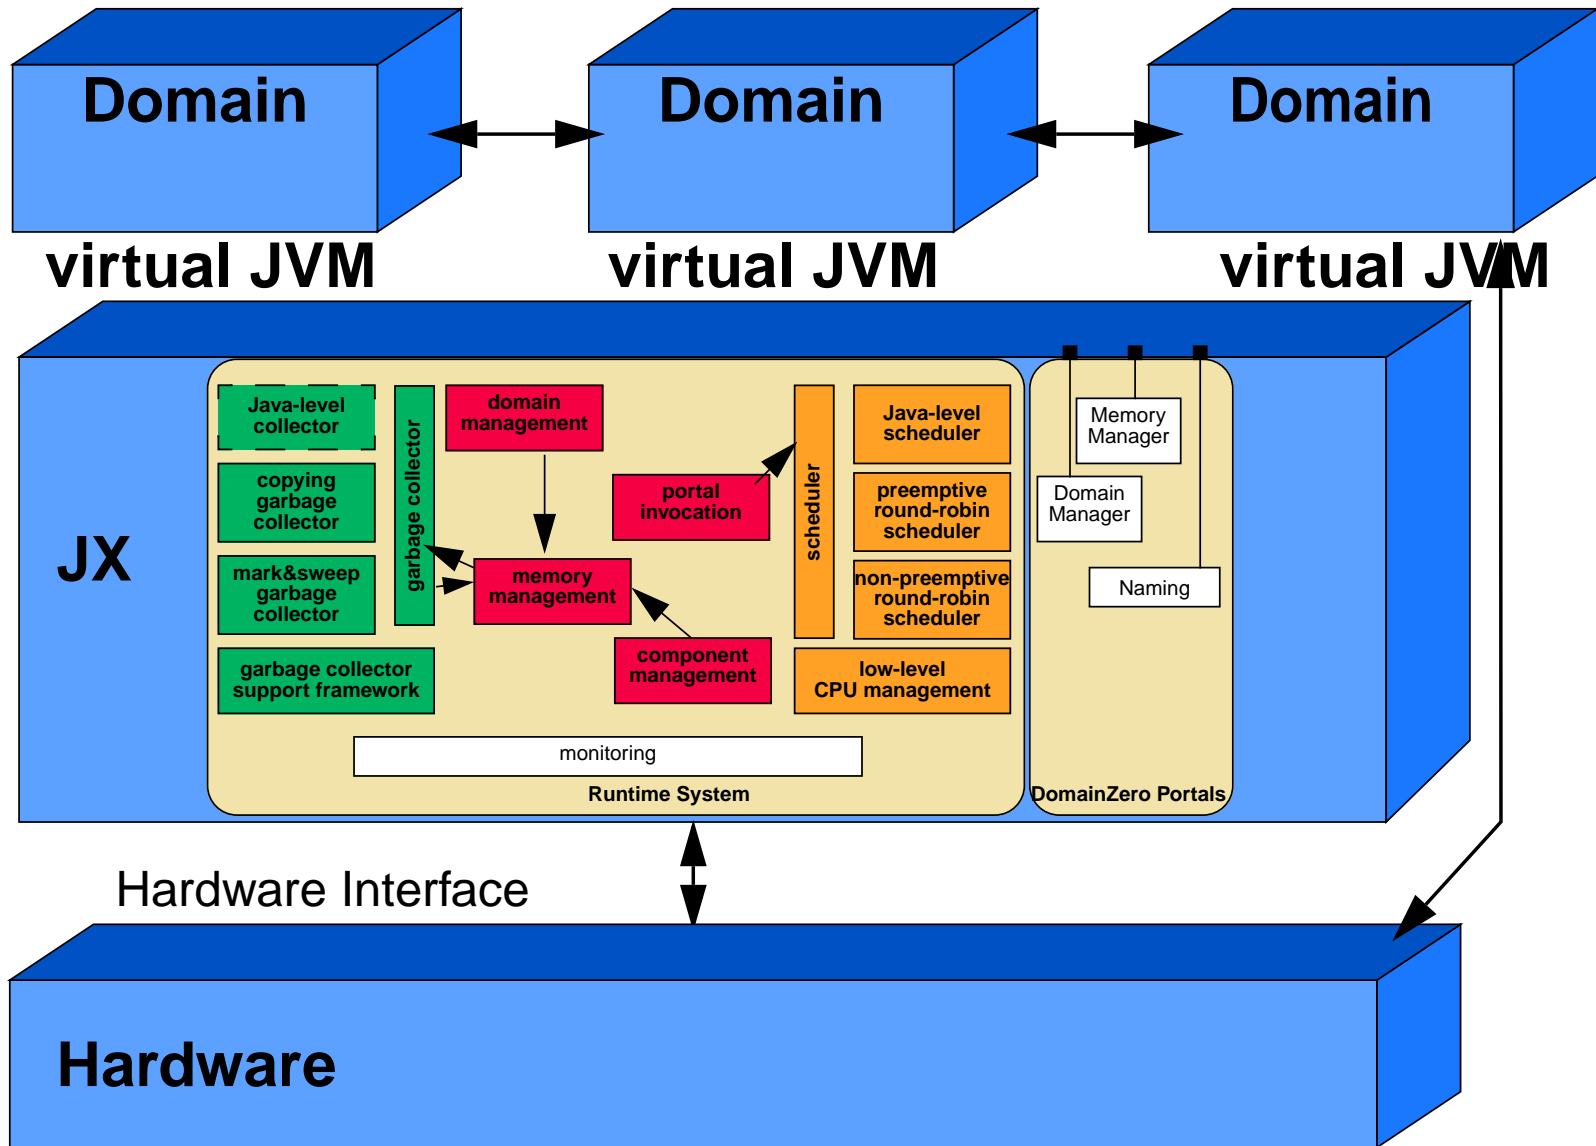 Domain
Domain
Domain
virtual JVM
virtual JVM
virtual JVM
JX
Java-level
collector
copying
garbage
collector
mark&sweep
garbage
collector
garbage collector
support framework
garbage collector
domain
management
portal
invocation
memory
management
component
management
scheduler
Java-level
scheduler
preemptive
round-robin
scheduler
non-preemptive
round-robin
scheduler
low-level
CPU management
monitoring
Runtime System
Memory
Manager
Domain
Manager
Naming
DomainZero Portals
Hardware Interface
Hardware